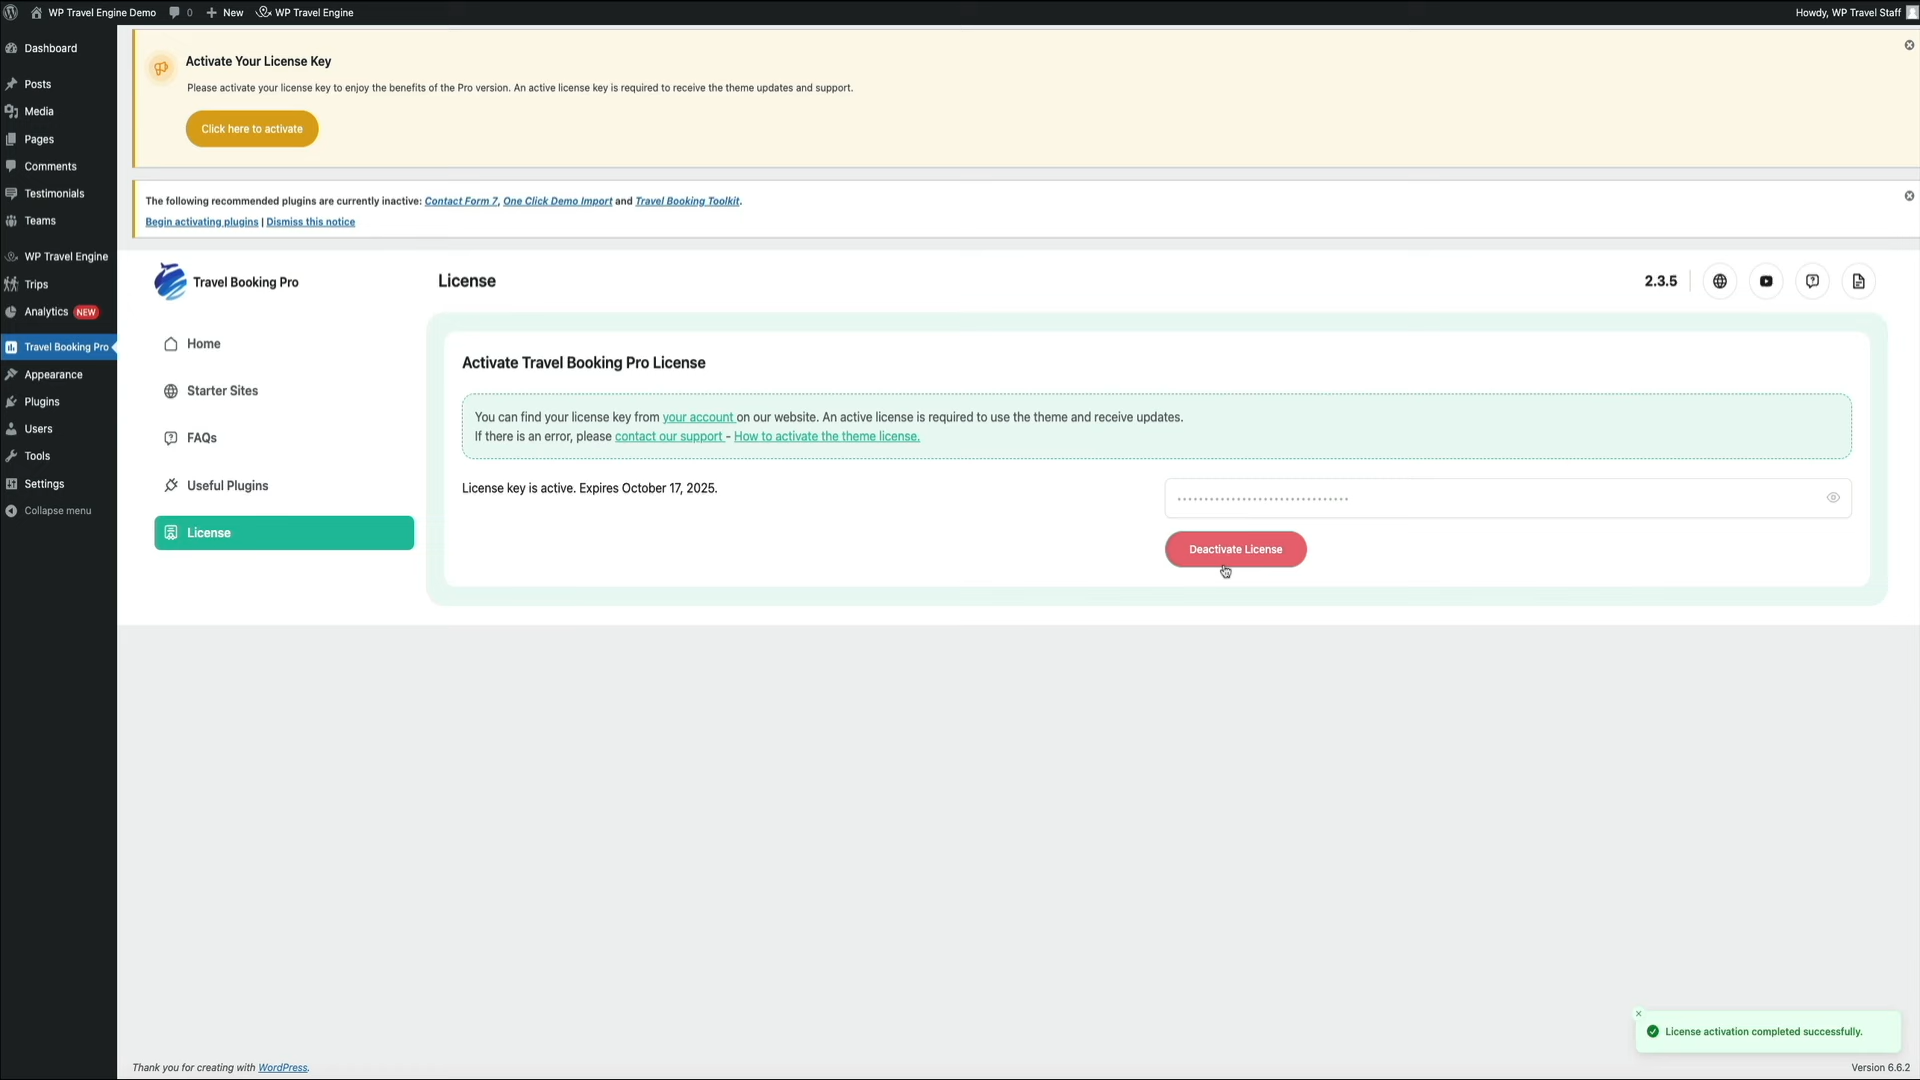 WP Travel Engine Demo 0 New WP Travel Engine Howdy, WP Travel Staff
Dashboard
Posts
Media
Pages
Comments
Testimonials
Teams
WP Travel Engine
Trips
Analytics NEW
Travel Booking Pro
Appearance
Plugins
Users
Tools
Settings
Collapse menu
Activate Your License Key
Please activate your license key to enjoy the benefits of the Pro version. An active license key is required to receive the theme updates and support.
Click here to activate
The following recommended plugins are currently inactive: Contact Form 7, One Click Demo Import and Travel Booking Toolkit.
Begin activating plugins | Dismiss this notice
Travel Booking Pro
Home
Starter Sites
FAQs
Useful Plugins
License
License 2.3.5
Activate Travel Booking Pro License
You can find your license key from your account on our website. An active license is required to use the theme and receive updates.
If there is an error, please contact our support - How to activate the theme license.
License key is active. Expires October 17, 2025.
Deactivate License
License activation completed successfully.
Thank you for creating with WordPress. Version 6.6.2